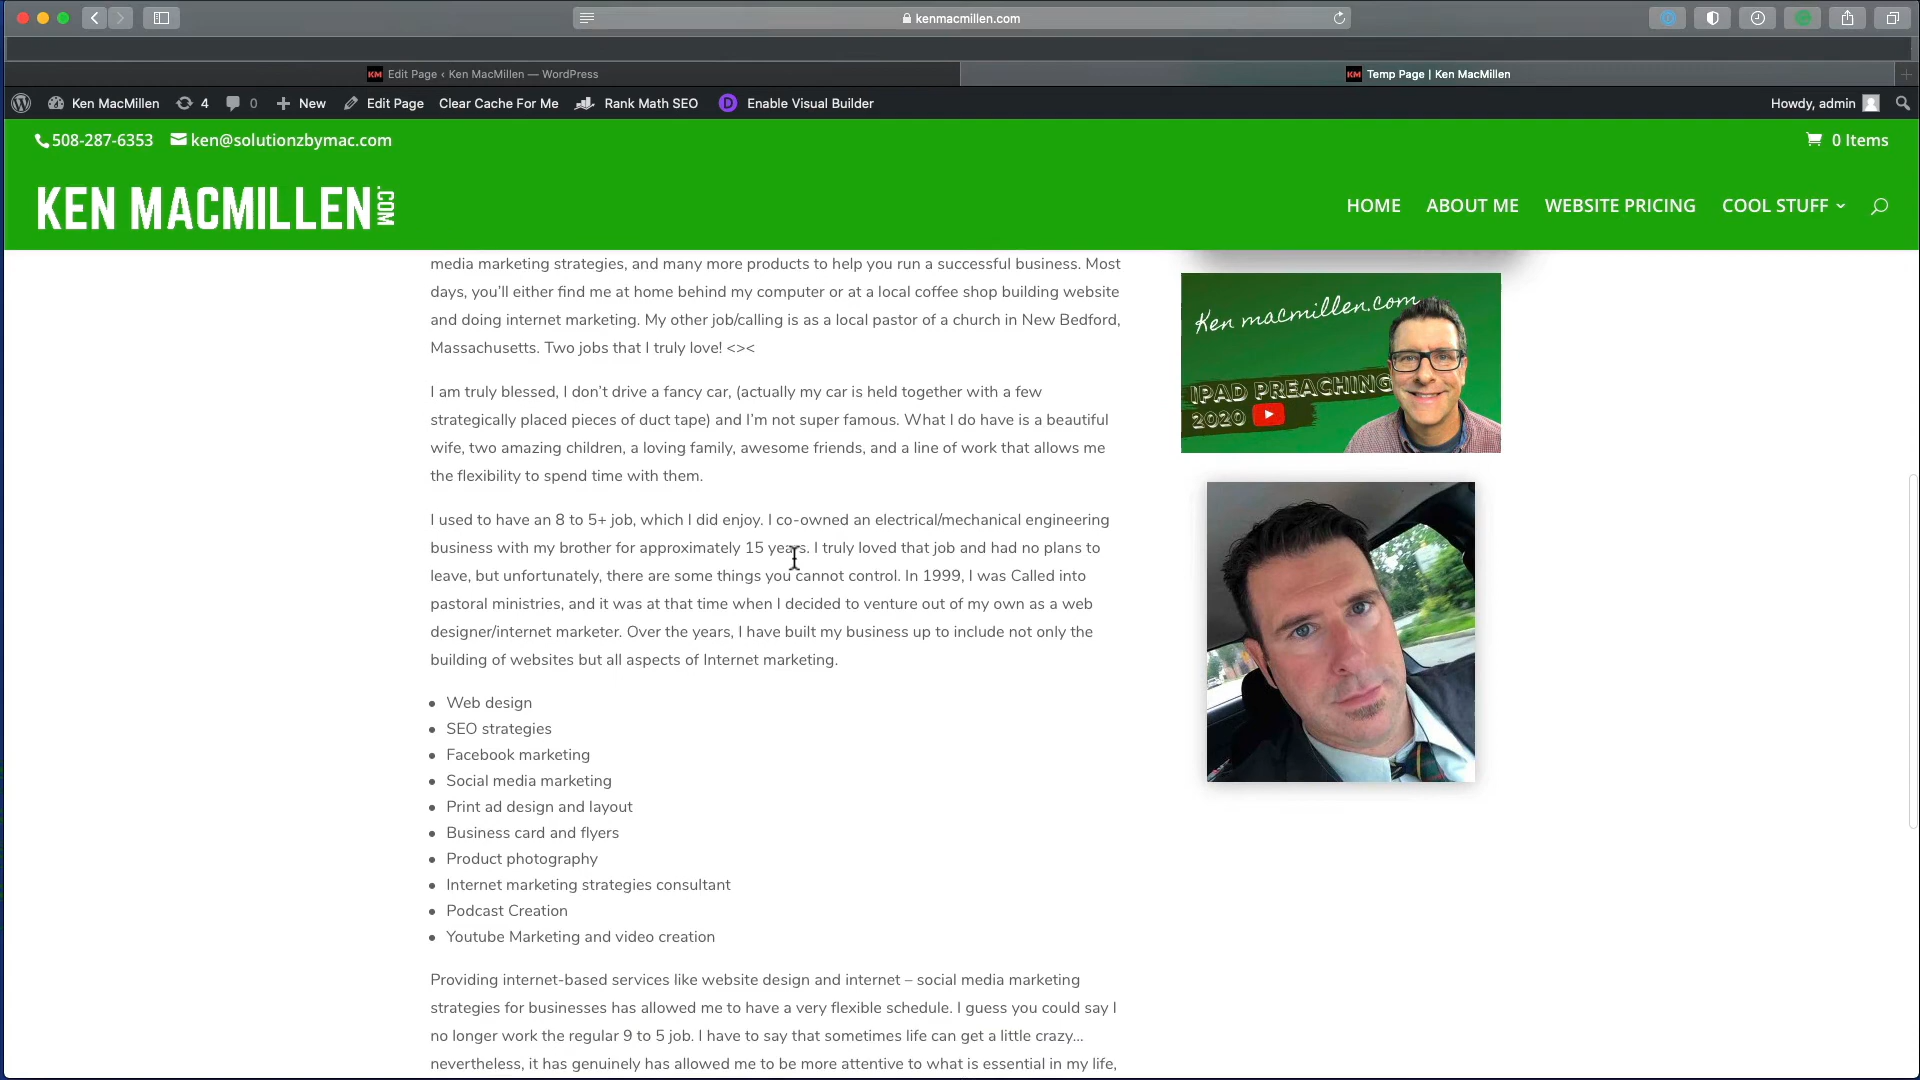 kenmacmillen.com
KM Edit Page ‹ Ken MacMillen — WordPress
KM Temp Page | Ken MacMillen
Ken MacMillen 4 0 New Edit Page Clear Cache For Me Rank Math SEO D Enable Visual Builder Howdy, admin
508-287-6353 ken@solutionzbymac.com 0 Items
KEN MACMILLEN.COM
HOME ABOUT ME WEBSITE PRICING COOL STUFF
media marketing strategies, and many more products to help you run a successful business. Most
days, you’ll either find me at home behind my computer or at a local coffee shop building website
and doing internet marketing. My other job/calling is as a local pastor of a church in New Bedford,
Massachusetts. Two jobs that I truly love! <><
I am truly blessed, I don’t drive a fancy car, (actually my car is held together with a few
strategically placed pieces of duct tape) and I’m not super famous. What I do have is a beautiful
wife, two amazing children, a loving family, awesome friends, and a line of work that allows me
the flexibility to spend time with them.
I used to have an 8 to 5+ job, which I did enjoy. I co-owned an electrical/mechanical engineering
business with my brother for approximately 15 years. I truly loved that job and had no plans to
leave, but unfortunately, there are some things you cannot control. In 1999, I was Called into
pastoral ministries, and it was at that time when I decided to venture out of my own as a web
designer/internet marketer. Over the years, I have built my business up to include not only the
building of websites but all aspects of Internet marketing.
Web design
SEO strategies
Facebook marketing
Social media marketing
Print ad design and layout
Business card and flyers
Product photography
Internet marketing strategies consultant
Podcast Creation
Youtube Marketing and video creation
Providing internet-based services like website design and internet – social media marketing
strategies for businesses has allowed me to have a very flexible schedule. I guess you could say I
no longer work the regular 9 to 5 job. I have to say that sometimes life can get a little crazy…
nevertheless, it has genuinely has allowed me to be more attentive to what is essential in my life,
Ken macmillen.com
IPAD PREACHING
2020